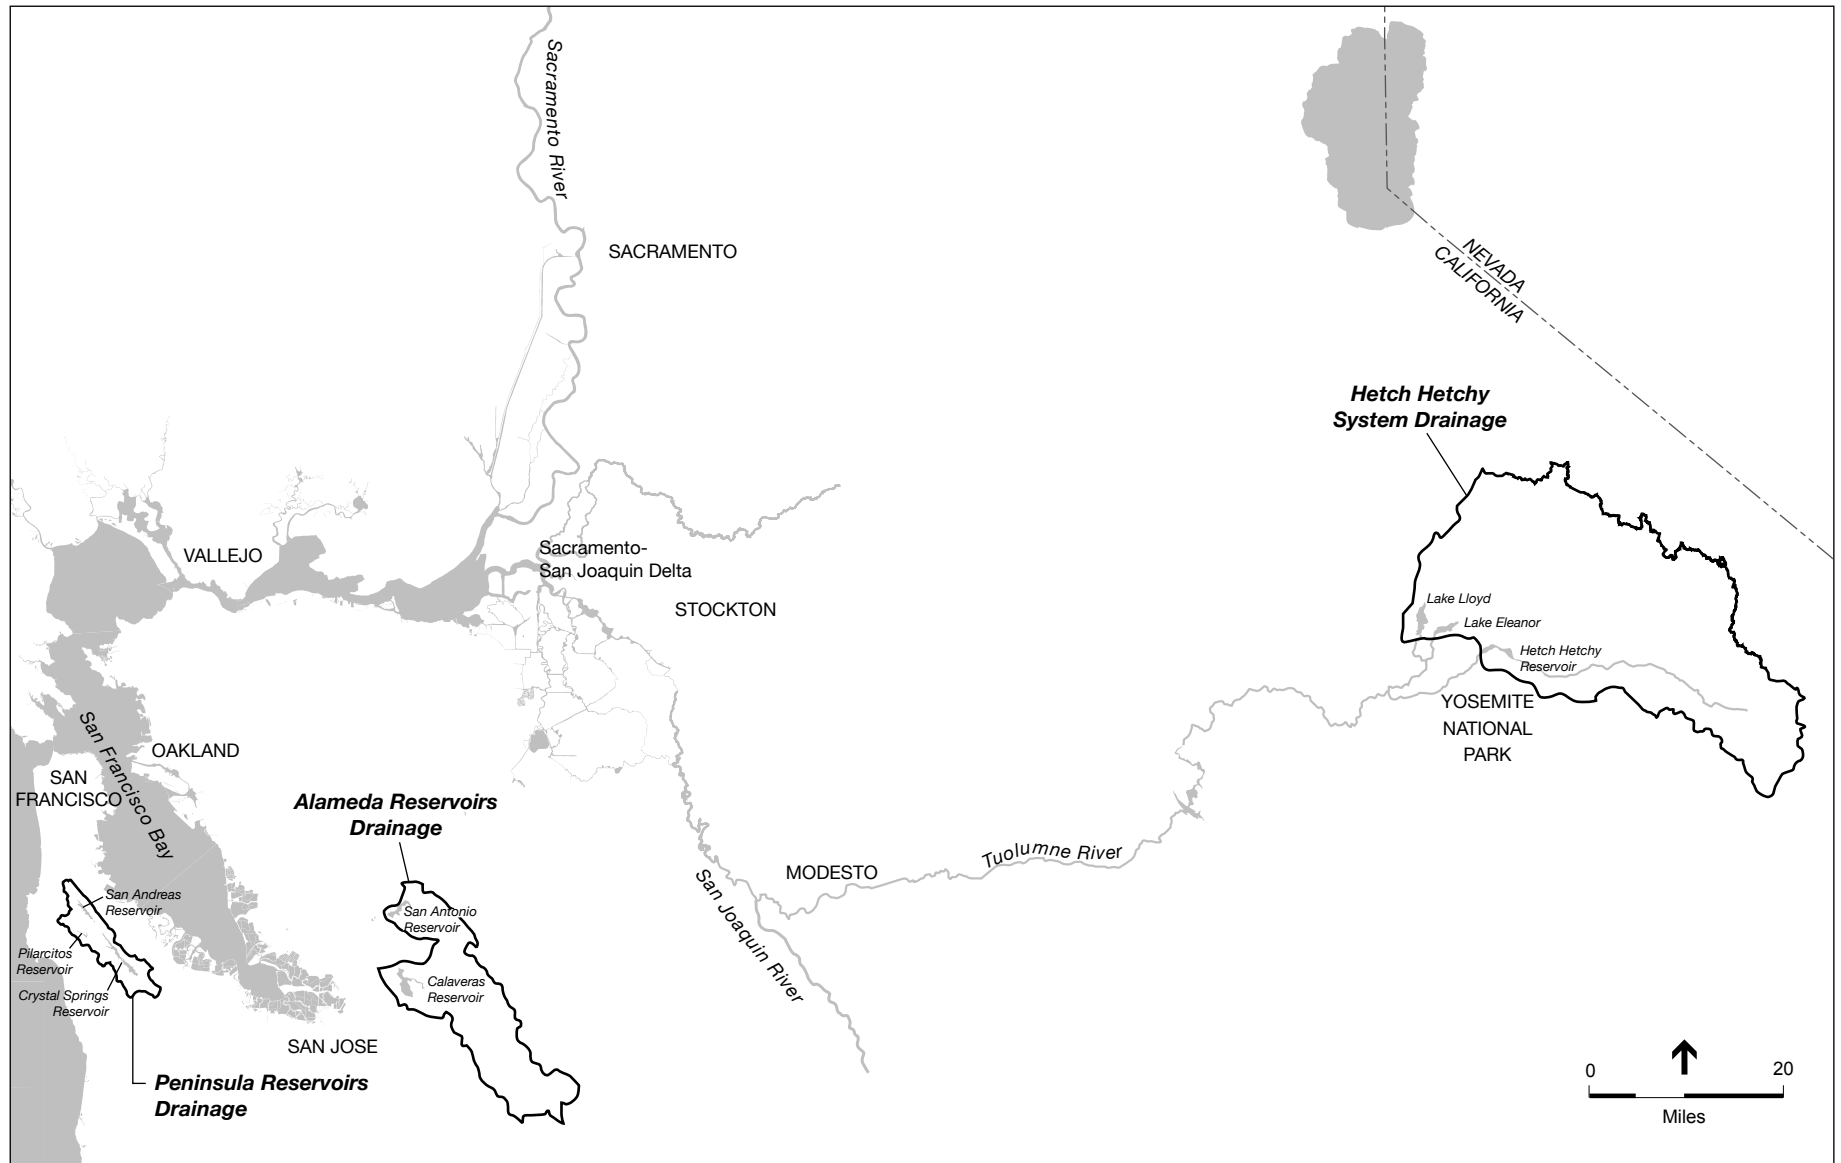 Sacramento River
SACRAMENTO
NEVADA
CALIFORNIA
Hetch Hetchy
System Drainage
VALLEJO
Sacramento-
San Joaquin Delta
STOCKTON
Lake Lloyd
Lake Eleanor
Hetch Hetchy
Reservoir
YOSEMITE
NATIONAL
PARK
San Francisco Bay
OAKLAND
SAN
FRANCISCO
Alameda Reservoirs
Drainage
Tuolumne River
MODESTO
San Joaquin River
San Andreas
Reservoir
San Antonio
Reservoir
Pilarcitos
Reservoir
Calaveras
Reservoir
Crystal Springs
Reservoir
SAN JOSE
Peninsula Reservoirs
Drainage
0 20
Miles